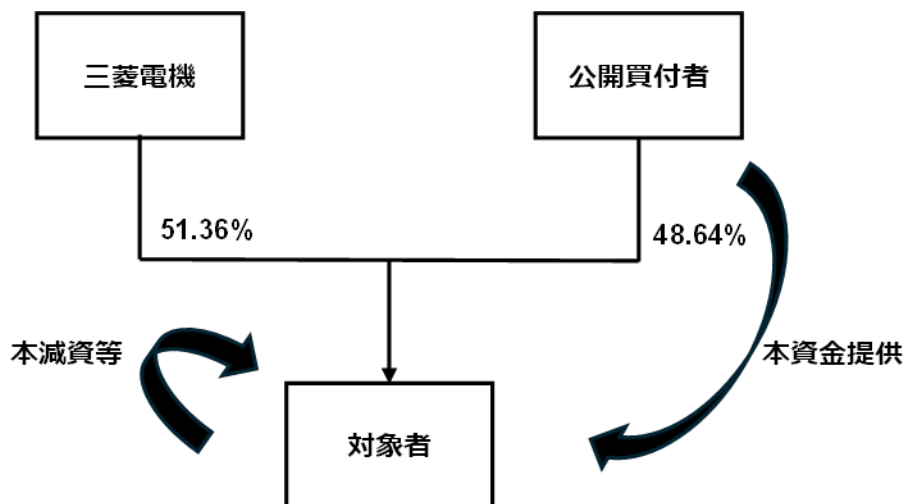 三菱電機
公開買付者
51.36%
48.64%
本減資等
本資金提供
対象者